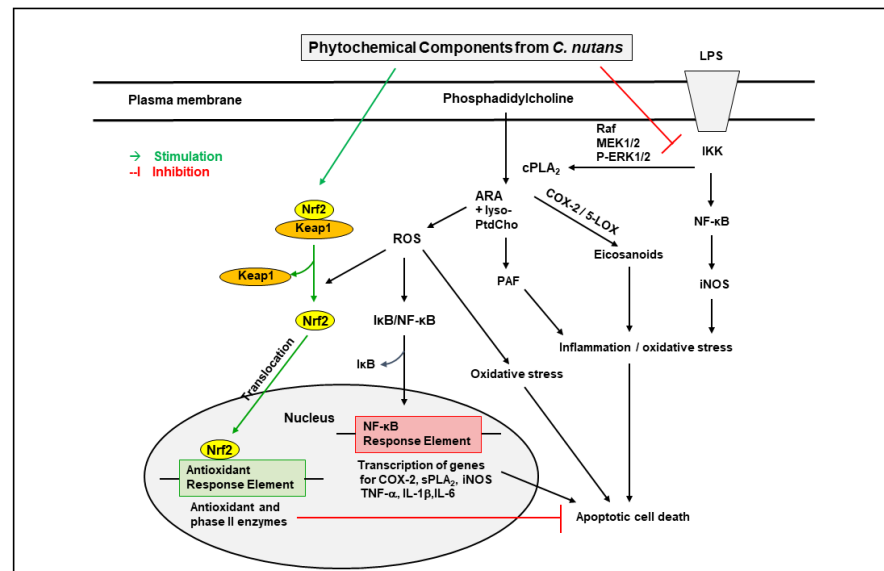 Phytochemical Components from C. nutans
LPS
Plasma membrane
Phosphadidylcholine
Raf
MEK1/2
P-ERK1/2
IKK
→ Stimulation
--I Inhibition
cPLA₂
ARA
+ lyso-
PtdCho
COX-2 / 5-LOX
Nrf2
Keap1
NF-κB
ROS
Eicosanoids
Keap1
PAF
iNOS
Nrf2
IκB/NF-κB
Inflammation / oxidative stress
IκB
Oxidative stress
Translocation
Nucleus
NF-κB
Response Element
Nrf2
Antioxidant
Response Element
Transcription of genes
for COX-2, sPLA₂, iNOS
TNF-α, IL-1β,IL-6
Antioxidant and
phase II enzymes
Apoptotic cell death